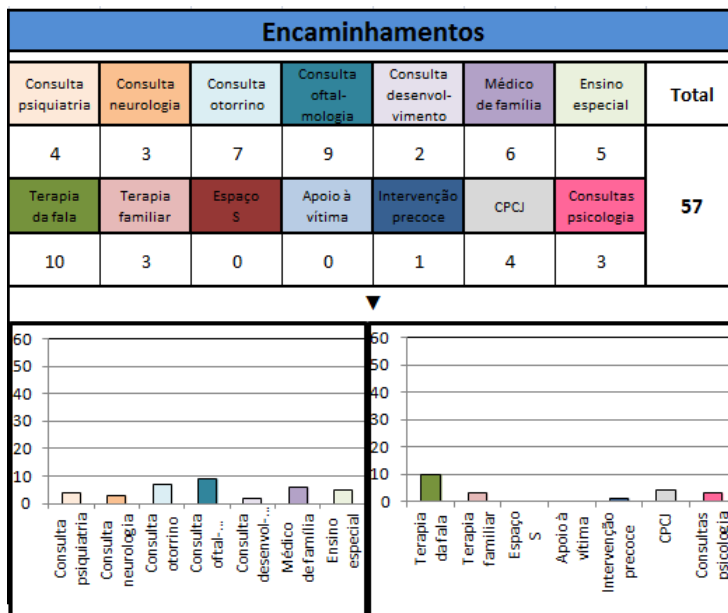 Encaminhamentos
Consulta psiquiatria
Consulta neurologia
Consulta otorrino
Consulta oftal-mologia
Consulta desenvol-vimento
Médico de família
Ensino especial
Total
4 3 7 9 2 6 5
57
Terapia da fala
Terapia familiar
Espaço S
Apoio à vítima
Intervenção precoce
CPCJ
Consultas psicologia
10 3 0 0 1 4 3
▼
60
50
40
30
20
10
0
Consulta psiquiatria
Consulta neurologia
Consulta otorrino
Consulta oftal-...
Consulta desenvol-...
Médico de família
Ensino especial
60
50
40
30
20
10
0
Terapia da fala
Terapia familiar
Espaço S
Apoio à vítima
Intervenção precoce
CPCJ
Consultas psicologia